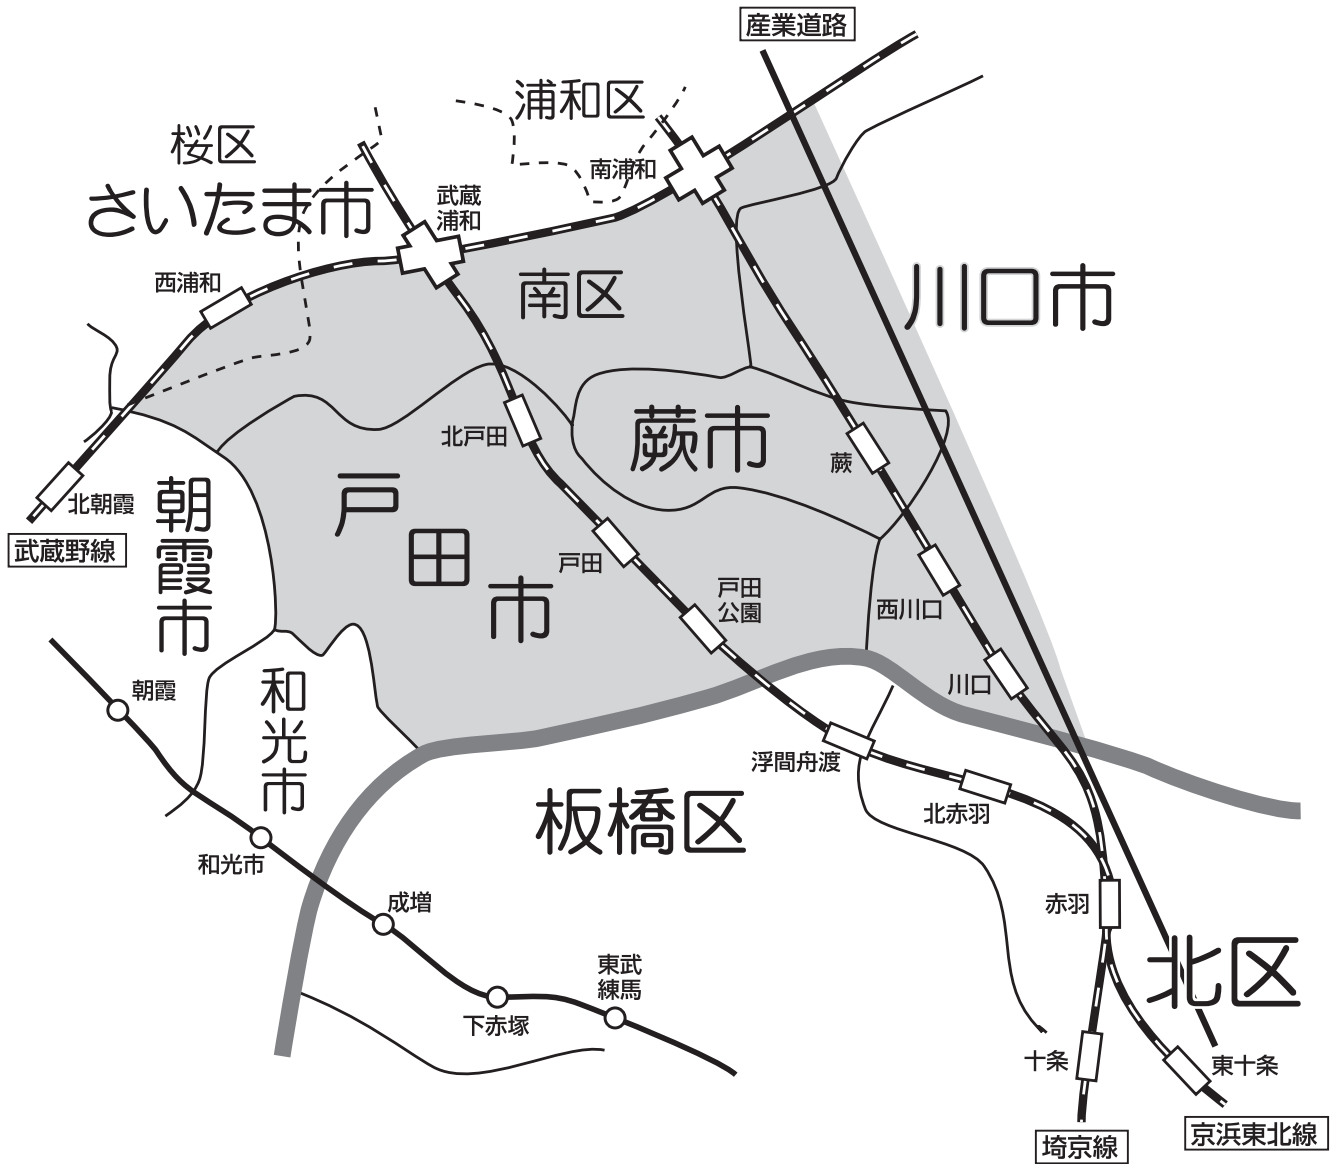 産業道路
浦和区
桜区
さいたま市
南浦和
武蔵
浦和
西浦和
南区
川口市
蕨市
北戸田
蕨
戸田市
北朝霞
武蔵野線
朝霞市
戸田
戸田
公園
西川口
川口
朝霞
和光市
浮間舟渡
北赤羽
板橋区
和光市
成増
赤羽
北区
東武
練馬
下赤塚
十条
東十条
埼京線
京浜東北線